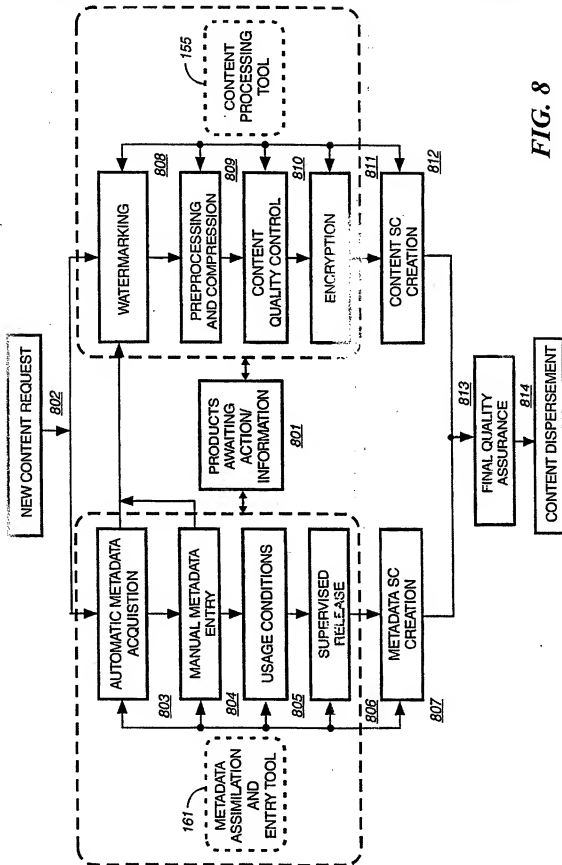 NEW CONTENT REQUEST
802
AUTOMATIC METADATA
ACQUISTION
803
MANUAL METADATA
ENTRY
804
USAGE CONDITIONS
805
SUPERVISED
RELEASE
806
METADATA SC
CREATION
807
161
METADATA
ASSIMILATION
AND
ENTRY TOOL
PRODUCTS
AWAITING
ACTION/
INFORMATION
801
WATERMARKING
808
PREPROCESSING
AND COMPRESSION
809
CONTENT
QUALITY CONTROL
810
ENCRYPTION
811
CONTENT SC
CREATION
812
155
CONTENT
PROCESSING
TOOL
813
FINAL QUALITY
ASSURANCE
814
CONTENT DISPERSEMENT
FIG. 8